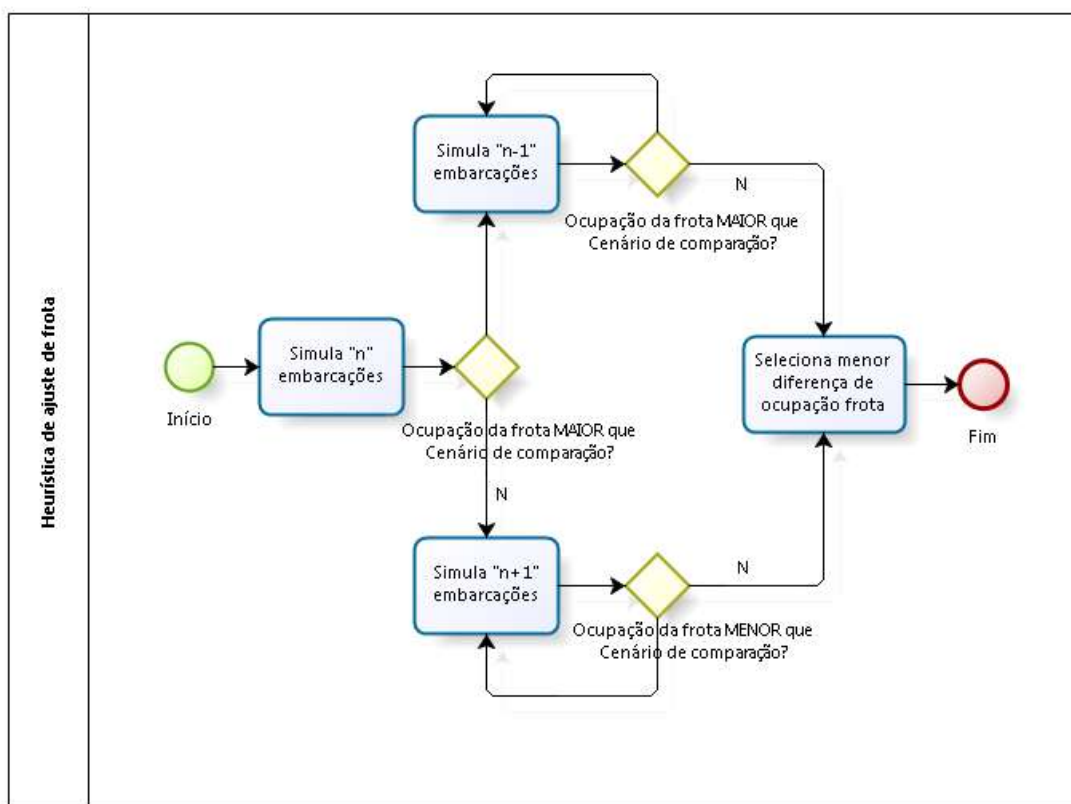 Heurística de ajuste de frota
Início
Simula "n"
embarcações
Ocupação da frota MAIOR que
Cenário de comparação?
Simula "n-1"
embarcações
Ocupação da frota MAIOR que
Cenário de comparação?
N
N
Simula "n+1"
embarcações
Ocupação da frota MENOR que
Cenário de comparação?
N
Seleciona menor
diferença de
ocupação frota
Fim